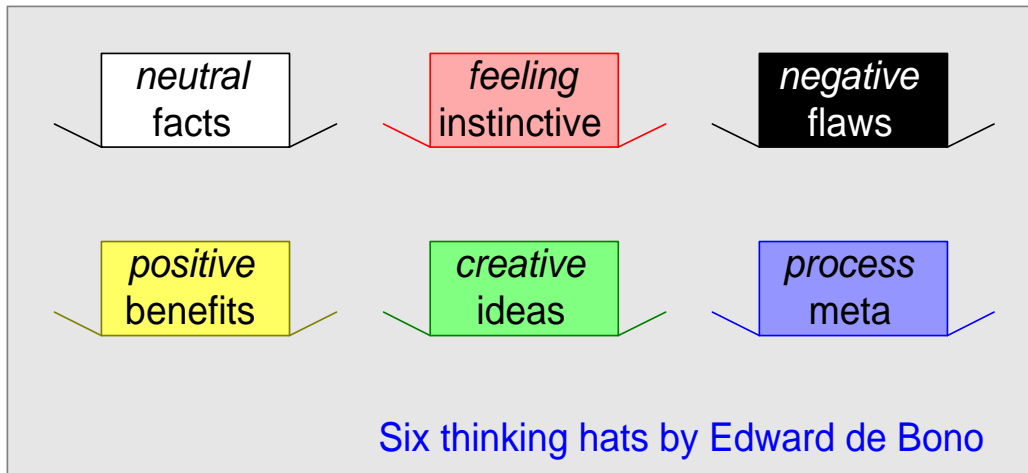 neutral
facts
feeling
instinctive
negative
flaws
positive
benefits
creative
ideas
process
meta
Six thinking hats by Edward de Bono